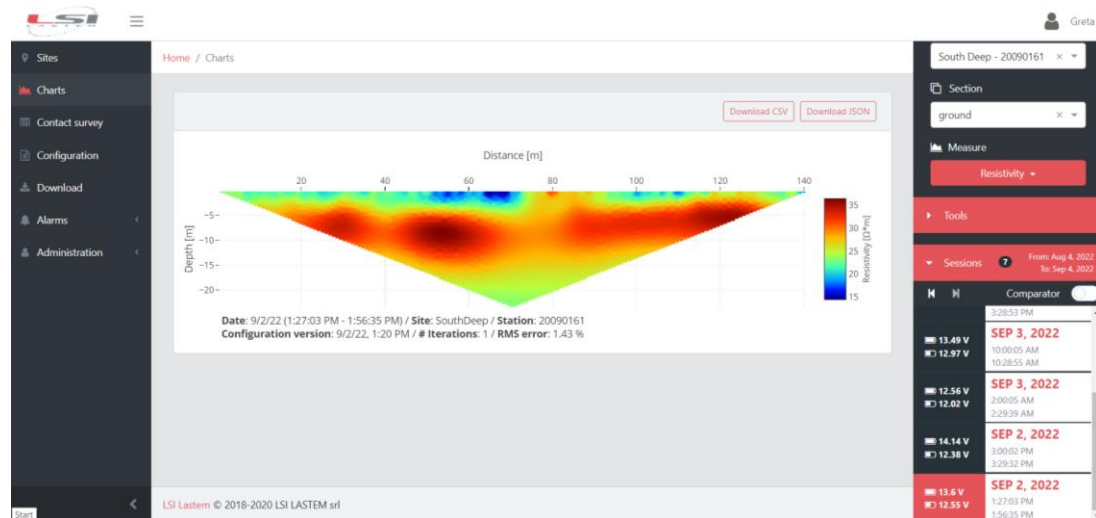 LSI
LASTEM
Greta
Sites
Charts
Contact survey
Configuration
Download
Alarms
Administration
Start
Home / Charts
Download CSV
Download JSON
Distance [m]
20 40 60 80 100 120 140
Depth [m]
-5
-10
-15
-20
35
30
25
20
15
Resistivity [Ω*m]
Date: 9/2/22 (1:27:03 PM - 1:56:35 PM) / Site: SouthDeep / Station: 20090161
Configuration version: 9/2/22, 1:20 PM / # Iterations: 1 / RMS error: 1.43 %
LSI Lastem © 2018-2020 LSI LASTEM srl
South Deep - 20090161
Section
ground
Measure
Resistivity
Tools
Sessions 7 From: Aug 4, 2022
To: Sep 4, 2022
Comparator
3:28:53 PM
13.49 V
12.97 V
SEP 3, 2022
10:00:05 AM
10:28:55 AM
12.56 V
12.02 V
SEP 3, 2022
2:00:05 AM
2:29:39 AM
14.14 V
12.38 V
SEP 2, 2022
3:00:02 PM
3:29:32 PM
13.6 V
12.55 V
SEP 2, 2022
1:27:03 PM
1:56:35 PM